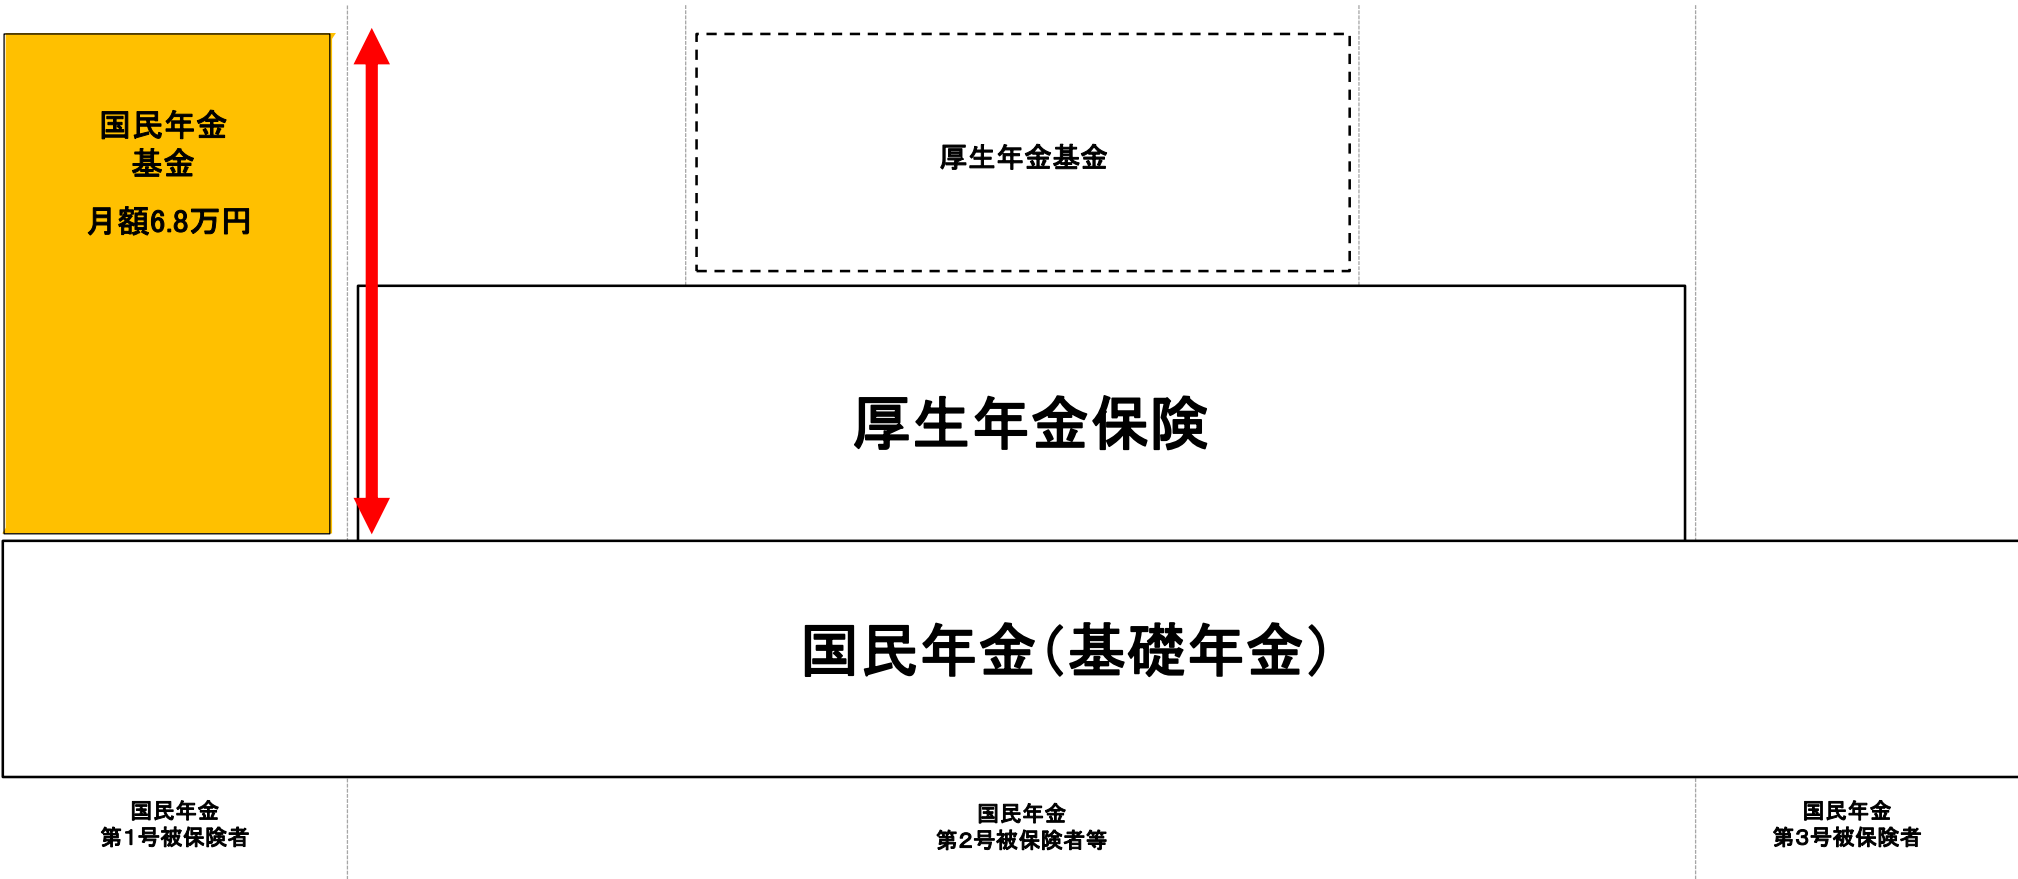 国民年金
基金
月額6.8万円
厚生年金基金
厚生年金保険
国民年金（基礎年金）
国民年金
第１号被保険者
国民年金
第２号被保険者等
国民年金
第３号被保険者